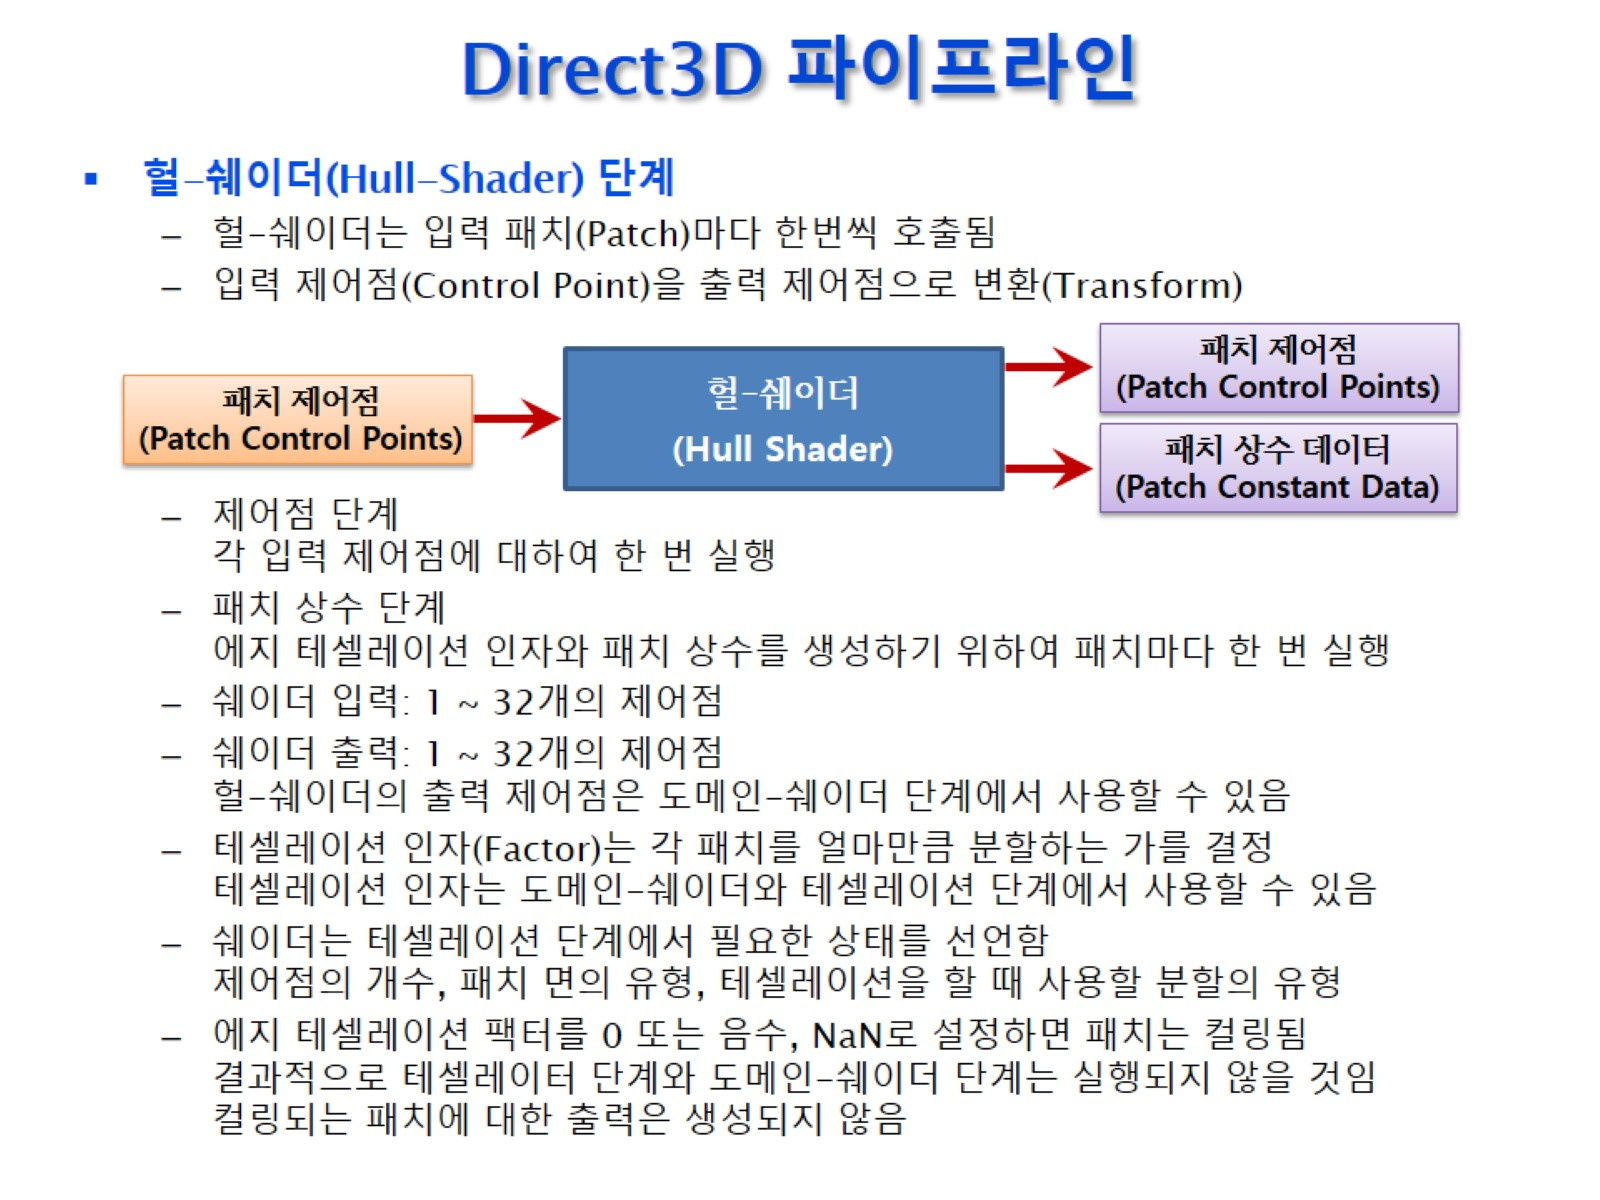 Direct3D 파이프라인
▪ 헐-쉐이더(Hull-Shader) 단계
– 헐-쉐이더는 입력 패치(Patch)마다 한번씩 호출됨
– 입력 제어점(Control Point)을 출력 제어점으로 변환(Transform)
패치 제어점
(Patch Control Points)
헐-쉐이더
(Hull Shader)
패치 제어점
(Patch Control Points)
패치 상수 데이터
(Patch Constant Data)
– 제어점 단계
각 입력 제어점에 대하여 한 번 실행
– 패치 상수 단계
에지 테셀레이션 인자와 패치 상수를 생성하기 위하여 패치마다 한 번 실행
– 쉐이더 입력: 1 ~ 32개의 제어점
– 쉐이더 출력: 1 ~ 32개의 제어점
헐-쉐이더의 출력 제어점은 도메인-쉐이더 단계에서 사용할 수 있음
– 테셀레이션 인자(Factor)는 각 패치를 얼마만큼 분할하는 가를 결정
테셀레이션 인자는 도메인-쉐이더와 테셀레이션 단계에서 사용할 수 있음
– 쉐이더는 테셀레이션 단계에서 필요한 상태를 선언함
제어점의 개수, 패치 면의 유형, 테셀레이션을 할 때 사용할 분할의 유형
– 에지 테셀레이션 팩터를 0 또는 음수, NaN로 설정하면 패치는 컬링됨
결과적으로 테셀레이터 단계와 도메인-쉐이더 단계는 실행되지 않을 것임
컬링되는 패치에 대한 출력은 생성되지 않음